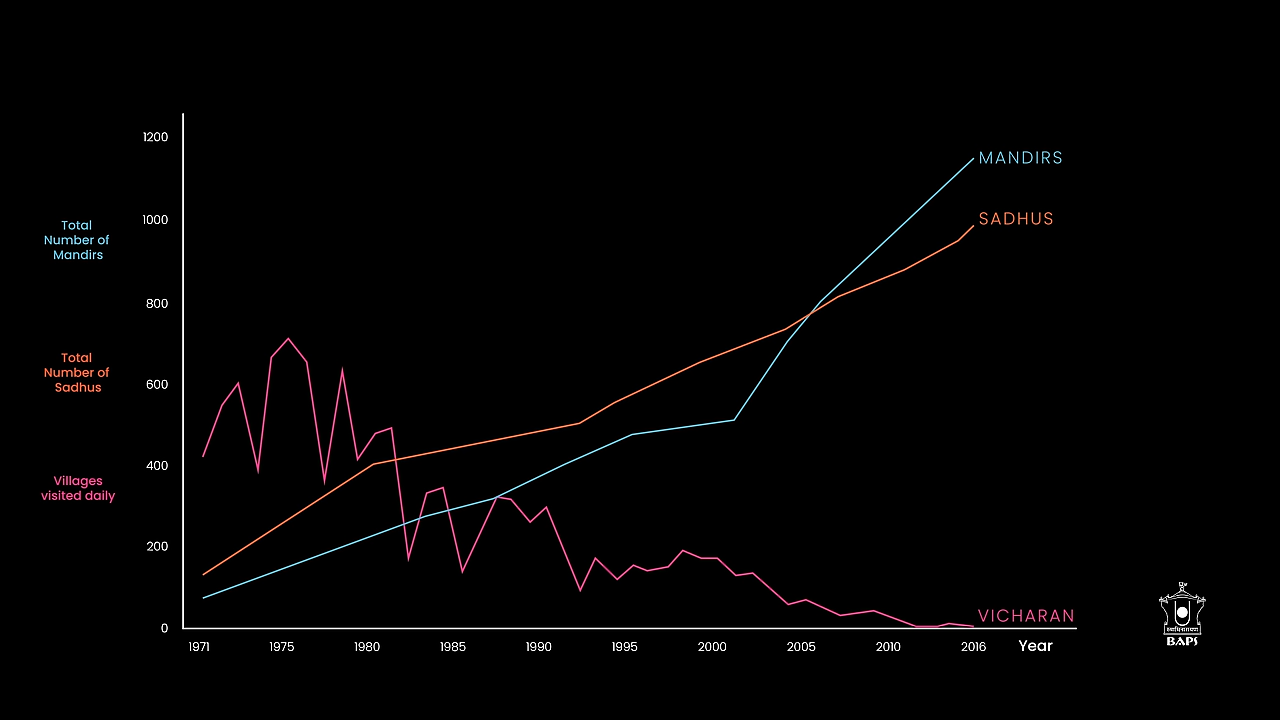 1200
1000
800
600
400
200
0
Total
Number of
Mandirs
Total
Number of
Sadhus
Villages
visited daily
MANDIRS
SADHUS
VICHARAN
1971 1975 1980 1985 1990 1995 2000 2005 2010 2016 Year
BAPS